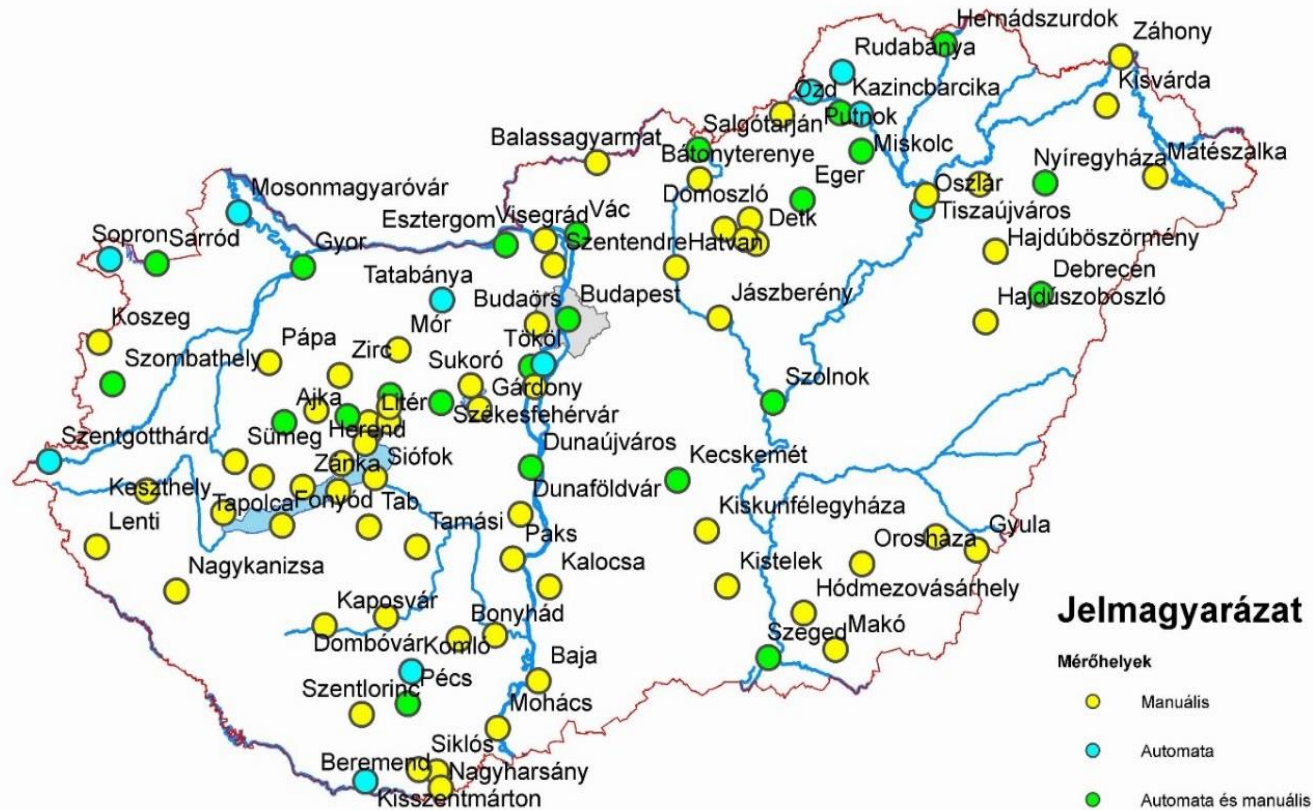 Hernádszurdok
Záhony
Rudabánya
Kisvárda
Ózd
Kazincbarcika
Putnok
Salgótarján
Balassagyarmat
Bátonyterenye
Miskolc
Nyíregyháza
Mátészalka
Eger
Domoszló
Oszlár
Mosonmagyaróvár
Vác
Esztergom
Visegrád
Detk
Tiszaújváros
Sopron
Sarród
Gyor
Szentendre
Hatvan
Hajdúböszörmény
Tatabánya
Debrecen
Budaörs
Budapest
Jászberény
Hajdúszoboszló
Koszeg
Mór
Tököl
Pápa
Zirc
Szombathely
Sukoró
Szolnok
Ajka
Litér
Gárdony
Székesfehérvár
Szentgotthárd
Sümeg
Herend
Dunaújváros
Zánka
Siófok
Kecskemét
Keszthely
Dunaföldvár
Tapolca
Fonyód
Tab
Kiskunfélegyháza
Lenti
Tamási
Paks
Gyula
Orosháza
Nagykanizsa
Kalocsa
Kistelek
Hódmezovásárhely
Kaposvár
Bonyhád
Jelmagyarázat
Dombóvár
Komló
Szeged
Makó
Baja
Mérőhelyek
Pécs
Szentlorinc
Mohács
Manuális
Siklós
Automata
Beremend
Nagyharsány
Kisszentmárton
Automata és manuális